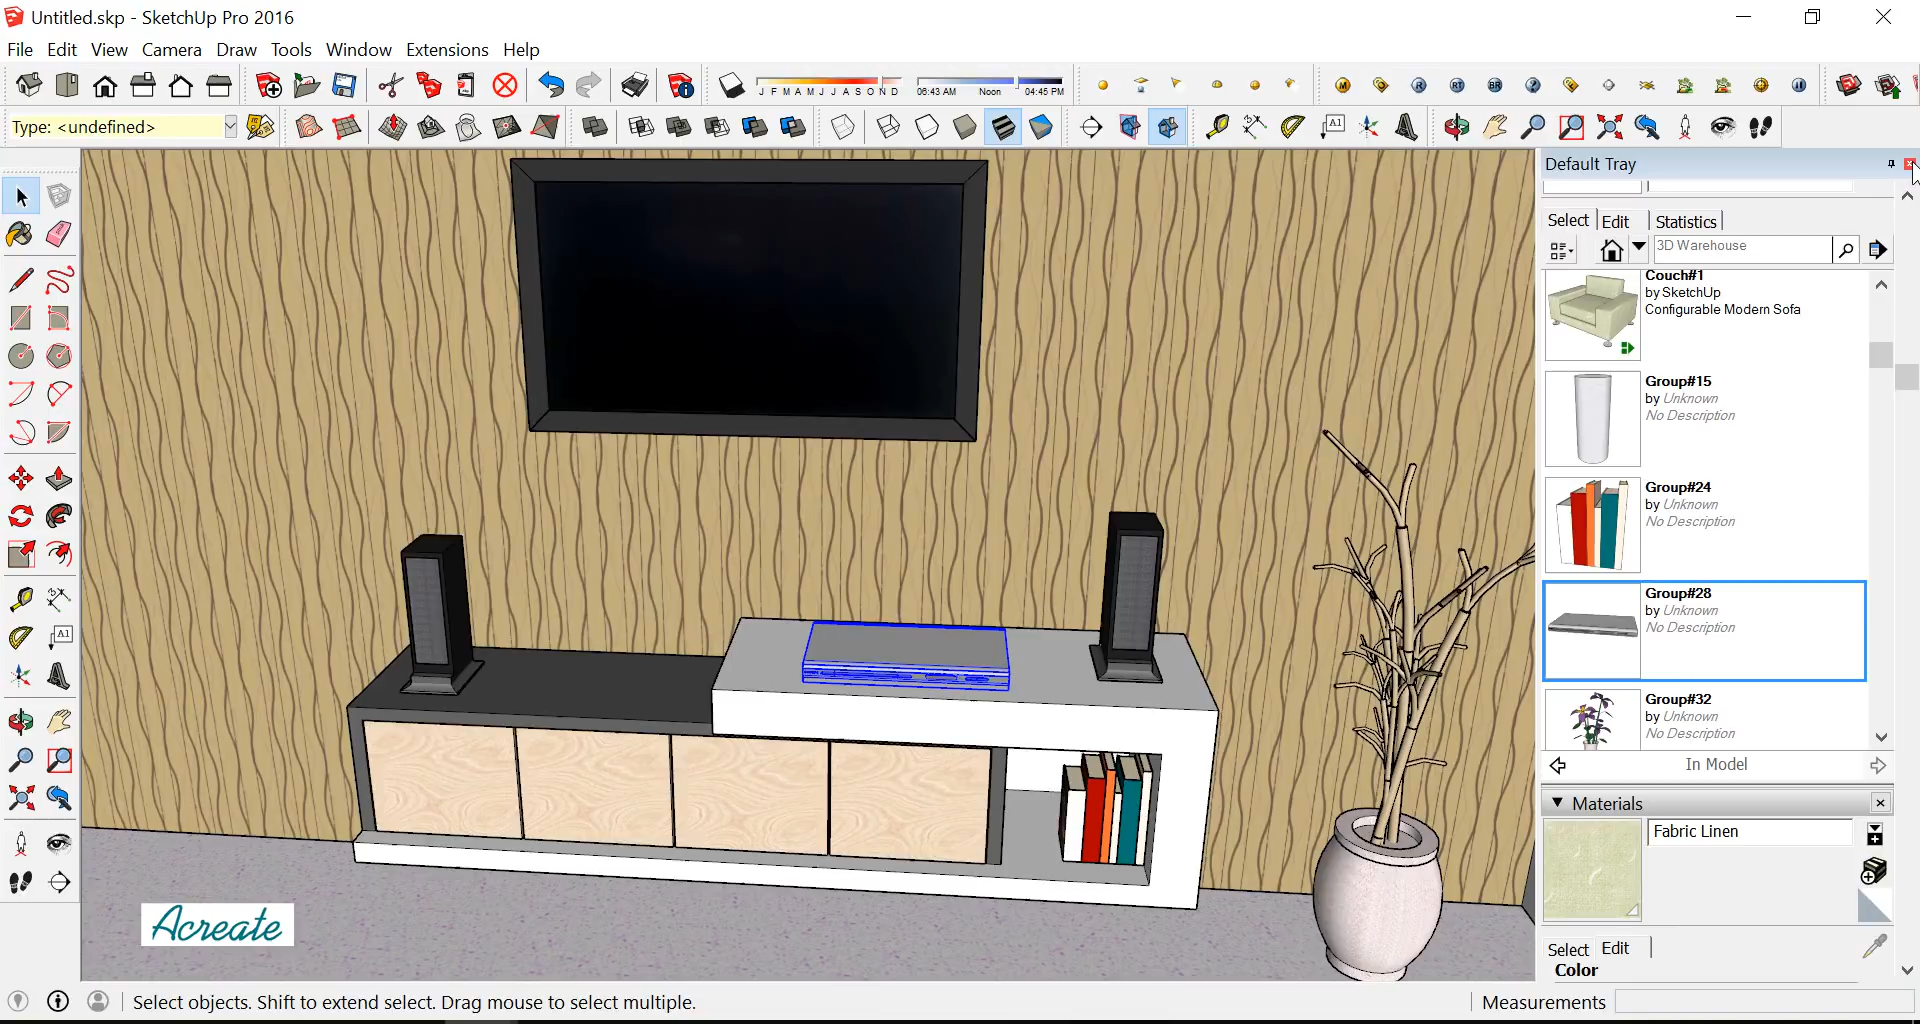 Untitled.skp - SketchUp Pro 2016
File Edit View Camera Draw Tools Window Extensions Help
J F M A M J J A S O N D
06:43 AM Noon 04:45 PM
Type: <undefined>
Default Tray
Select Edit Statistics
3D Warehouse
Couch#1
by SketchUp
Configurable Modern Sofa
Group#15
by Unknown
No Description
Group#24
by Unknown
No Description
Group#28
by Unknown
No Description
Group#32
by Unknown
No Description
In Model
Materials
Fabric Linen
Select Edit
Color
Acreate
Select objects. Shift to extend select. Drag mouse to select multiple.
Measurements